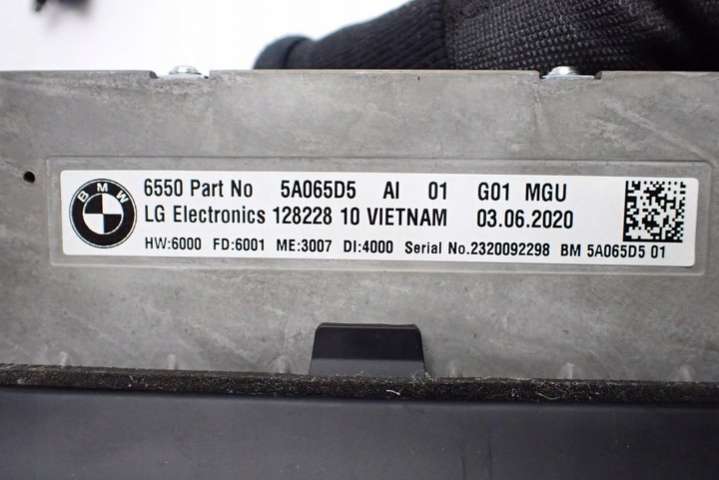 BMW
6550 Part No 5A065D5 AI 01 G01 MGU
LG Electronics 128228 10 VIETNAM 03.06.2020
HW:6000 FD:6001 ME:3007 DI:4000 Serial No.2320092298 BM 5A065D5 01